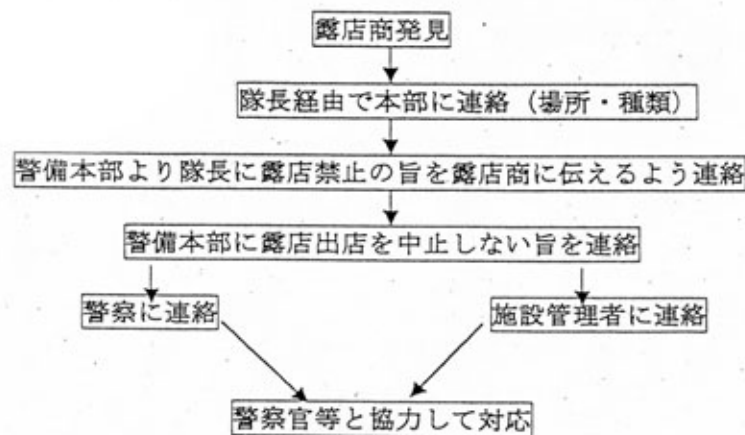 露店商発見
隊長経由で本部に連絡（場所・種類）
警備本部より隊長に露店禁止の旨を露店商に伝えるよう連絡
警備本部に露店出店を中止しない旨を連絡
警察に連絡
施設管理者に連絡
警察官等と協力して対応